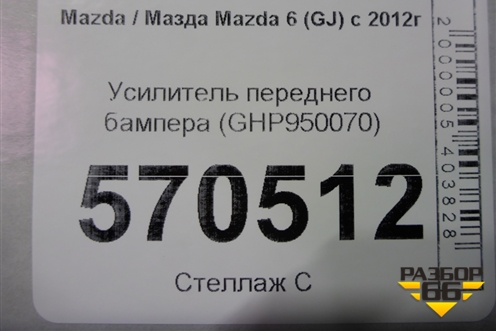 Mazda / Мазда Mazda 6 (GJ) с 2012г
Усилитель переднего
бампера (GHP950070)
570512
Стеллаж С
2000005403828
РАЗБОР
66